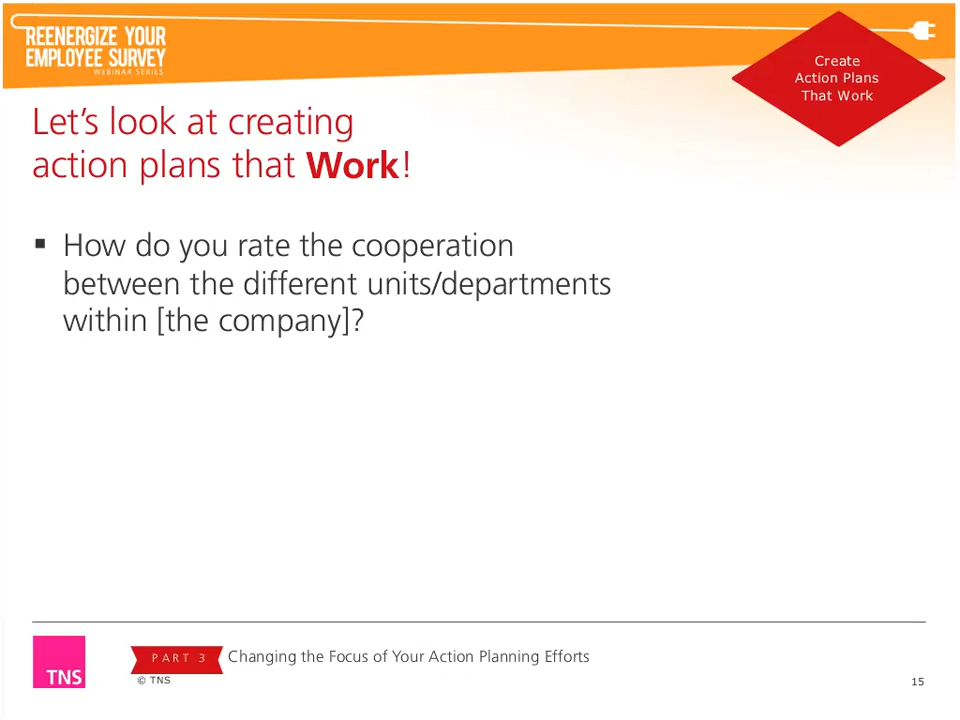 REENERGIZE YOUR
EMPLOYEE SURVEY
WEBINAR SERIES
Create
Action Plans
That Work
Let’s look at creating
action plans that Work!
▪ How do you rate the cooperation
between the different units/departments
within [the company]?
TNS
PART 3
Changing the Focus of Your Action Planning Efforts
© TNS
15